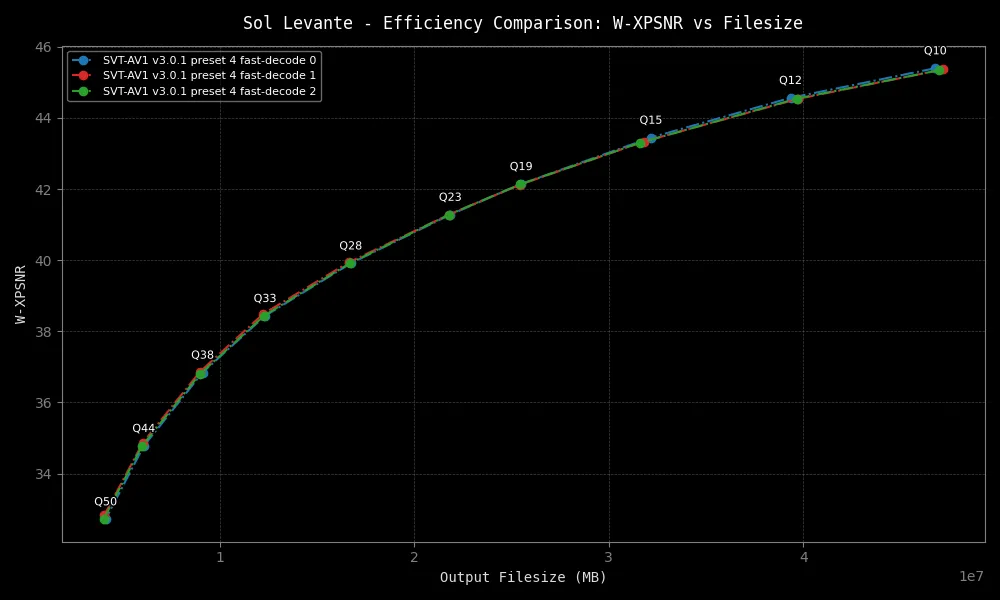 Sol Levante - Efficiency Comparison: W-XPSNR vs Filesize
SVT-AV1 v3.0.1 preset 4 fast-decode 0
SVT-AV1 v3.0.1 preset 4 fast-decode 1
SVT-AV1 v3.0.1 preset 4 fast-decode 2
46
44
42
40
38
36
34
W-XPSNR
Q10
Q12
Q15
Q19
Q23
Q28
Q33
Q38
Q44
Q50
1
2
3
4
1e7
Output Filesize (MB)